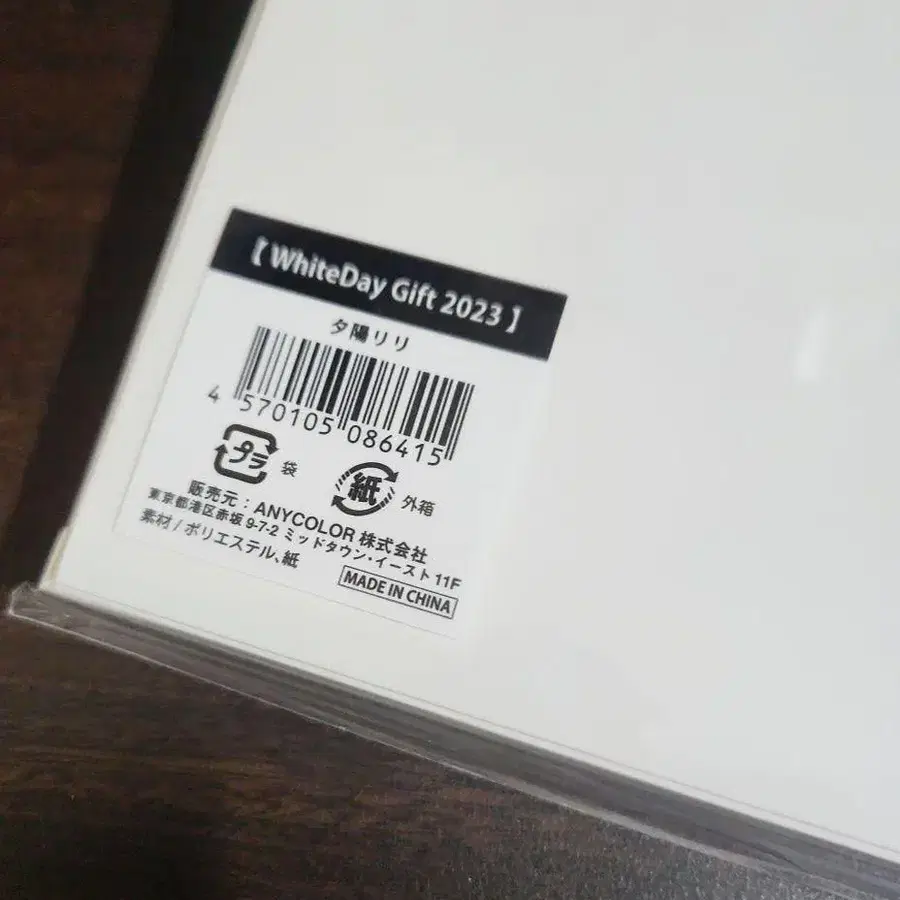 【WhiteDay Gift 2023】
夕陽リリ
4 570105 086415
プラ 袋
紙 外箱
販売元：ANYCOLOR 株式会社
東京都港区赤坂 9-7-2 ミッドタウン・イースト 11F
素材/ポリエステル、紙
MADE IN CHINA